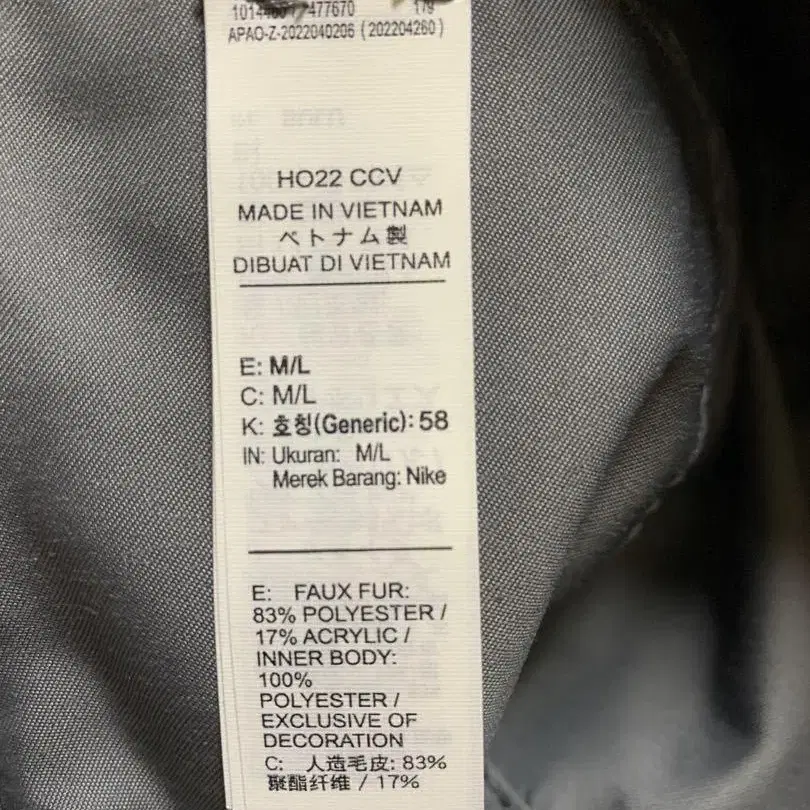 477670 179
APAO-Z-2022040206 (202204260)
HO22 CCV
MADE IN VIETNAM
ベトナム製
DIBUAT DI VIETNAM
E: M/L
C: M/L
K: 호칭(Generic): 58
IN: Ukuran: M/L
Merek Barang: Nike
E: FAUX FUR:
83% POLYESTER /
17% ACRYLIC /
INNER BODY:
100%
POLYESTER /
EXCLUSIVE OF
DECORATION
C: 人造毛皮: 83%
聚酯纤维 / 17%